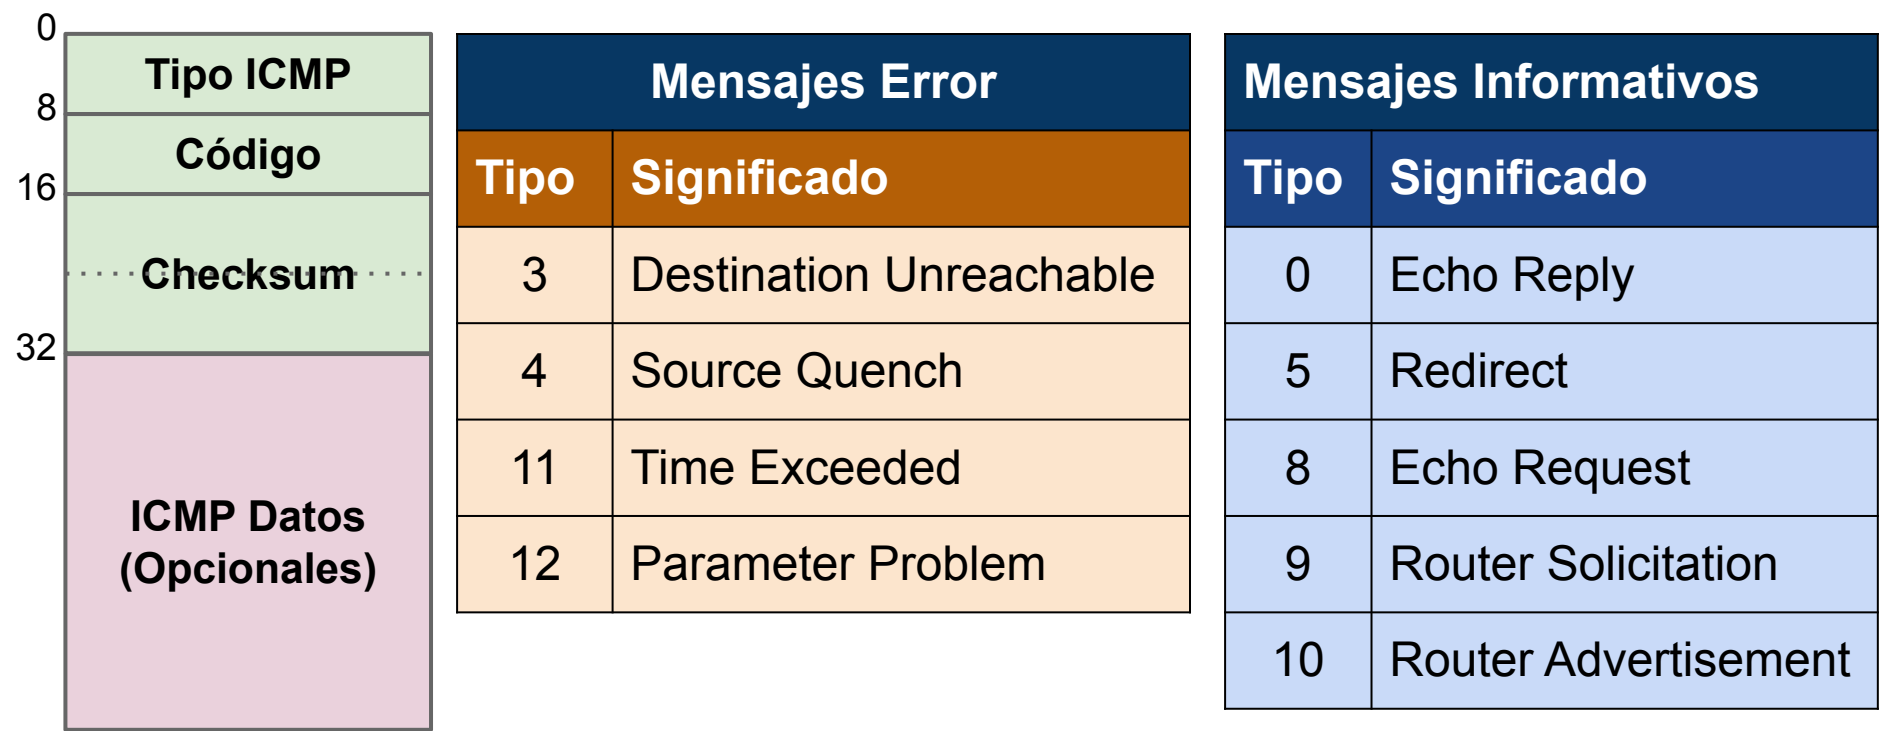 0
Tipo ICMP
8
Código
16
Checksum
32
ICMP Datos
(Opcionales)
Mensajes Error
Tipo Significado
3 Destination Unreachable
4 Source Quench
11 Time Exceeded
12 Parameter Problem
Mensajes Informativos
Tipo Significado
0 Echo Reply
5 Redirect
8 Echo Request
9 Router Solicitation
10 Router Advertisement